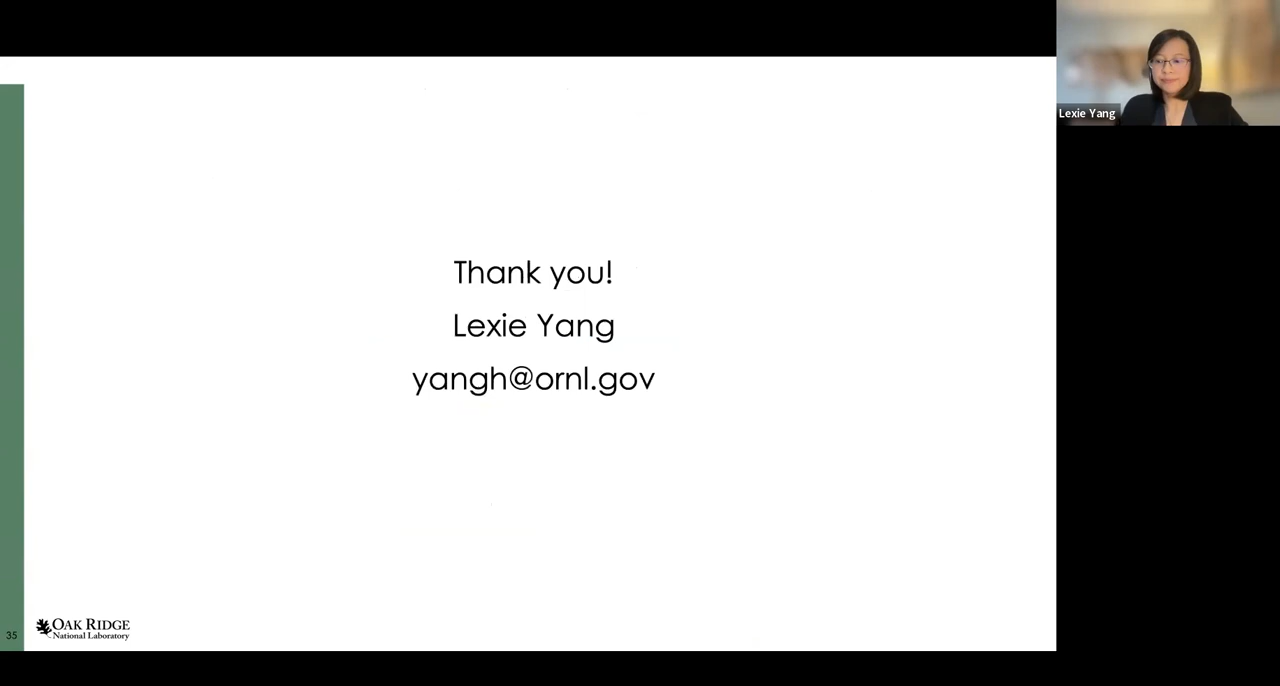 Thank you!
Lexie Yang
yangh@ornl.gov
35
OAK RIDGE
National Laboratory
Lexie Yang